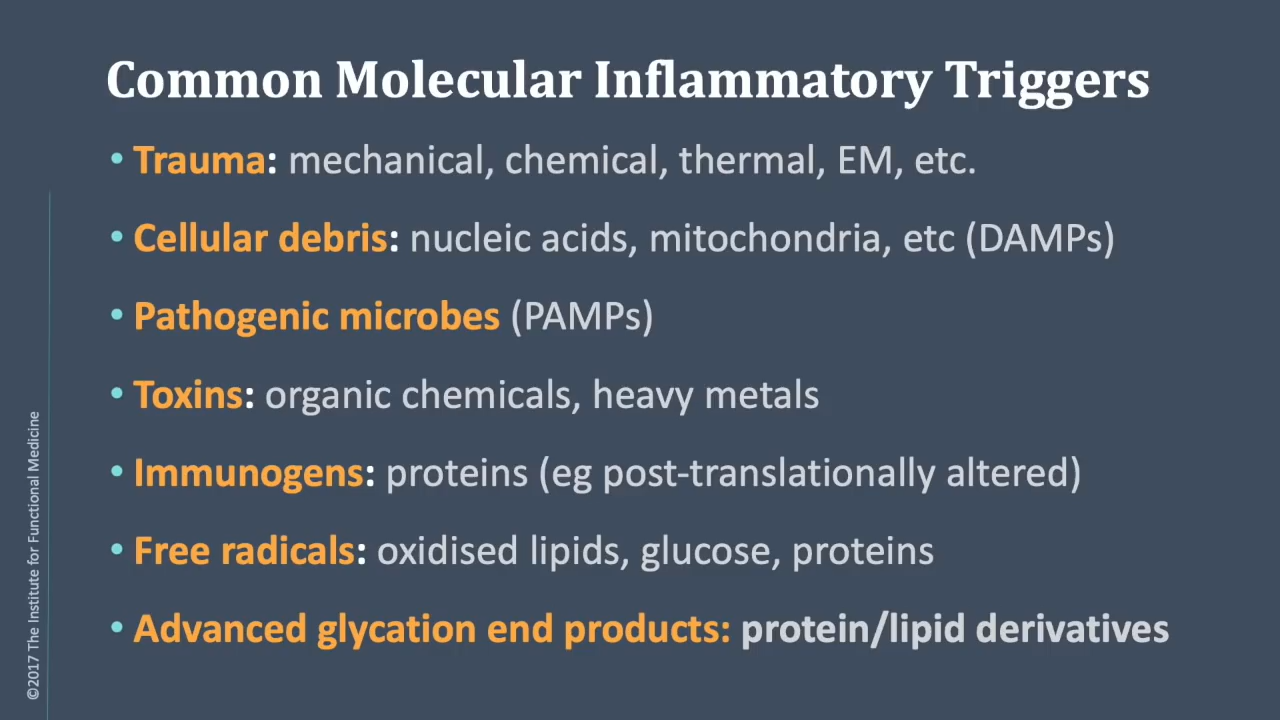 Common Molecular Inflammatory Triggers
• Trauma: mechanical, chemical, thermal, EM, etc.
• Cellular debris: nucleic acids, mitochondria, etc (DAMPs)
• Pathogenic microbes (PAMPs)
• Toxins: organic chemicals, heavy metals
• Immunogens: proteins (eg post-translationally altered)
• Free radicals: oxidised lipids, glucose, proteins
• Advanced glycation end products: protein/lipid derivatives
©2017 The Institute for Functional Medicine